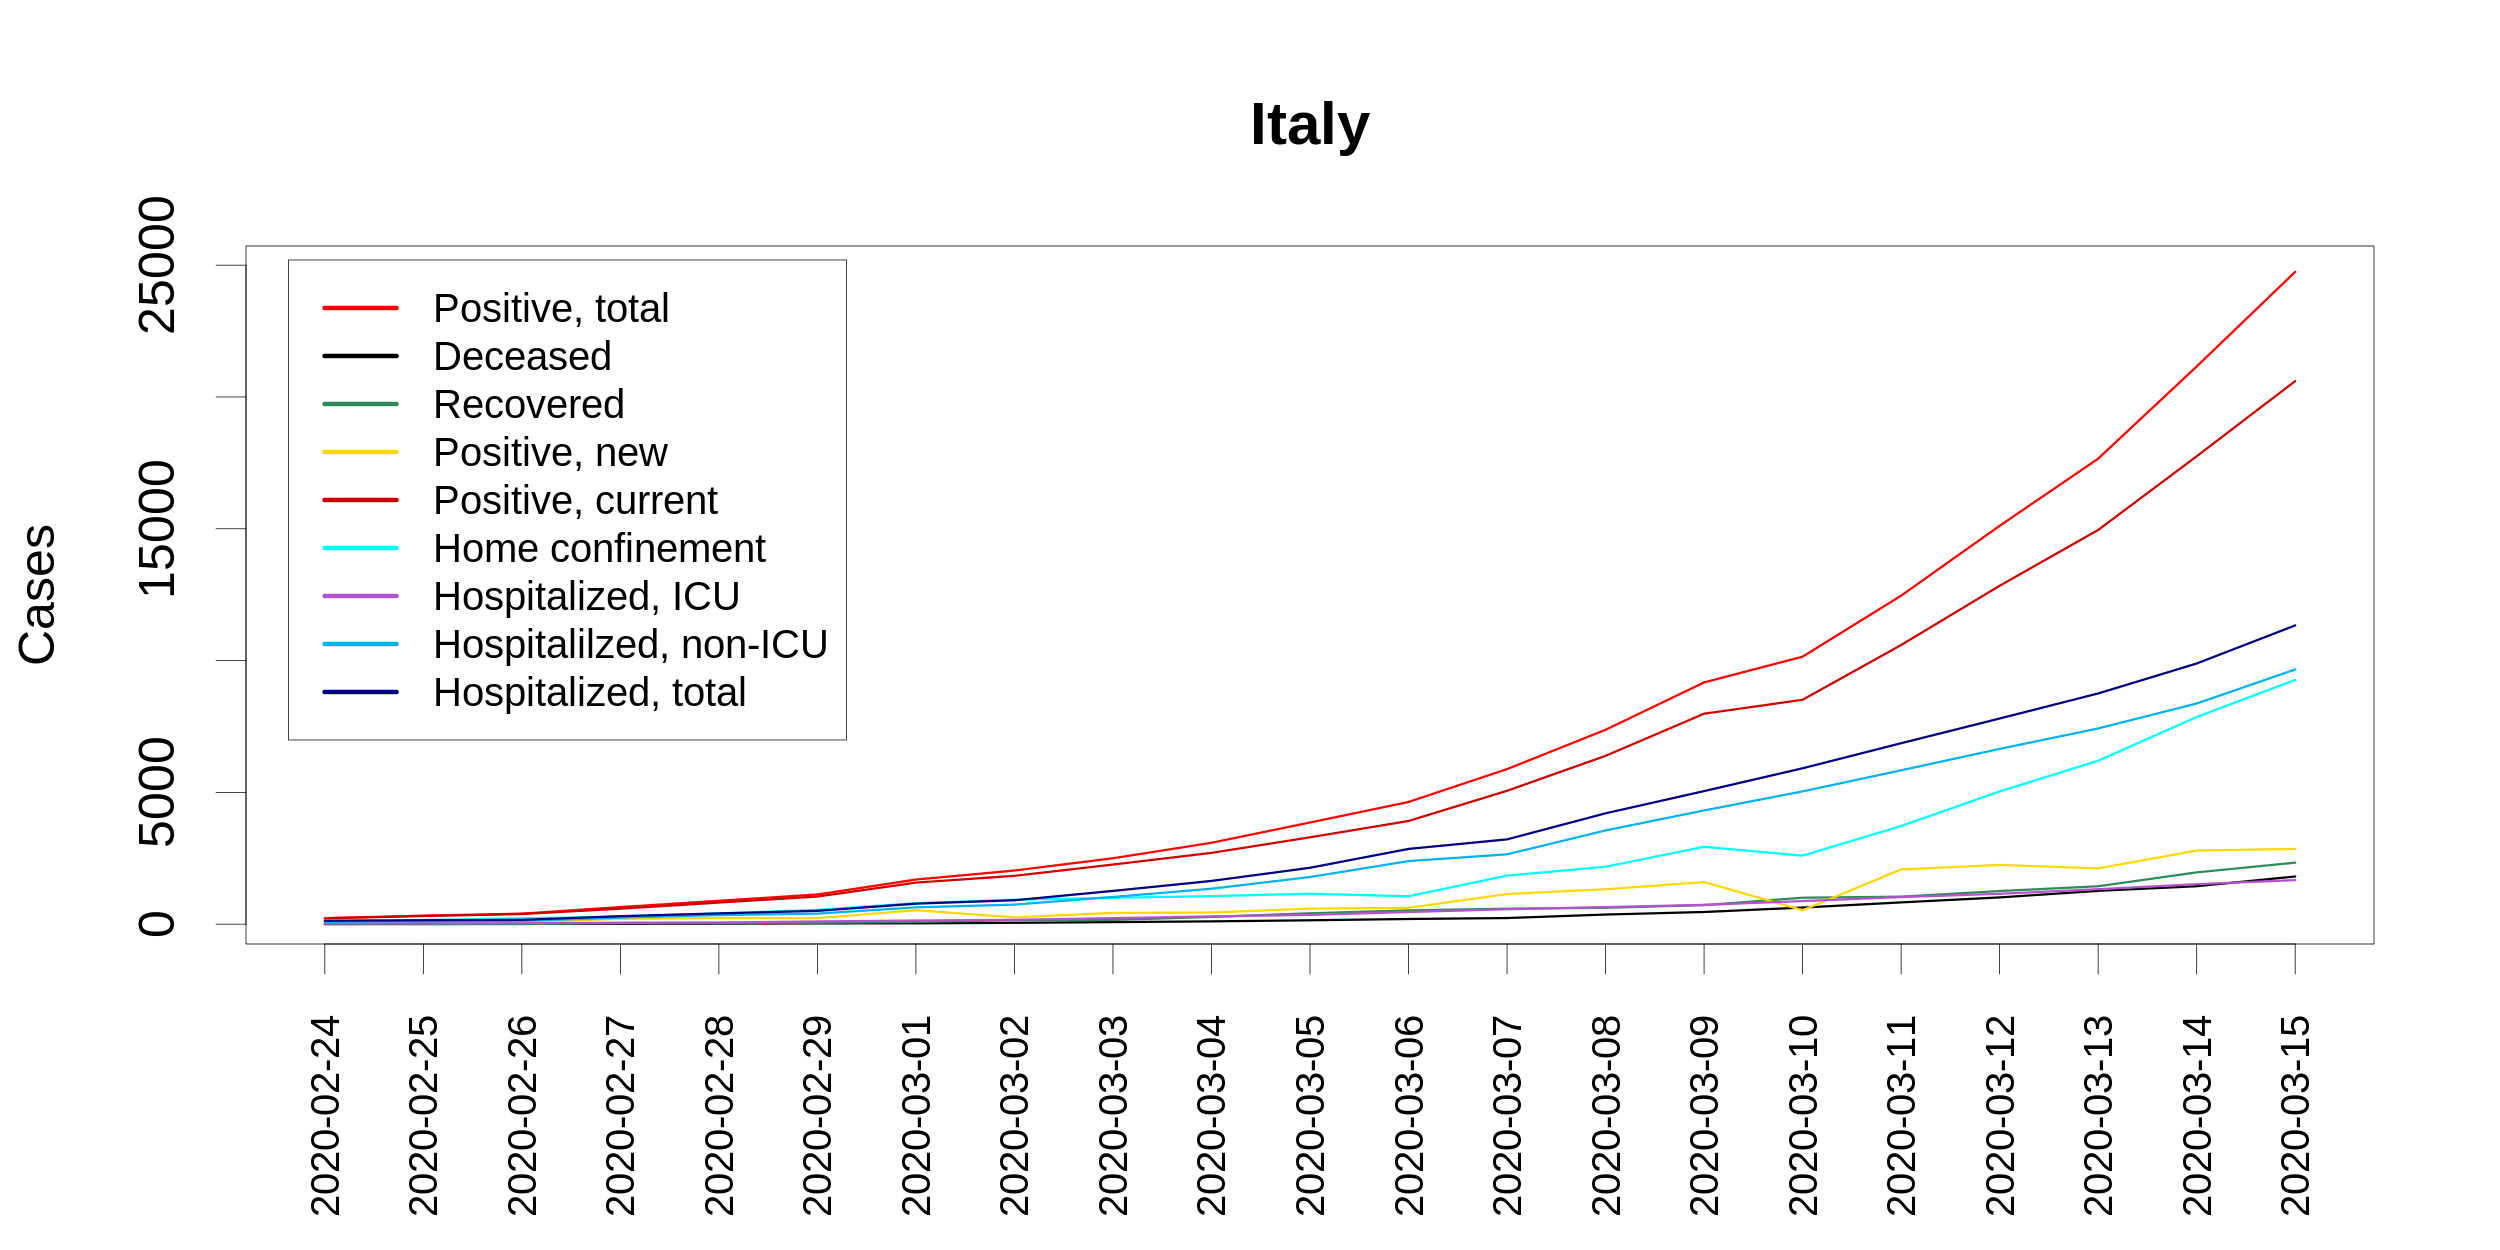 Italy
Cases
25000
15000
5000
0
Positive, total
Deceased
Recovered
Positive, new
Positive, current
Home confinement
Hospitalized, ICU
Hospitalilzed, non-ICU
Hospitalized, total
2020-02-24
2020-02-25
2020-02-26
2020-02-27
2020-02-28
2020-02-29
2020-03-01
2020-03-02
2020-03-03
2020-03-04
2020-03-05
2020-03-06
2020-03-07
2020-03-08
2020-03-09
2020-03-10
2020-03-11
2020-03-12
2020-03-13
2020-03-14
2020-03-15